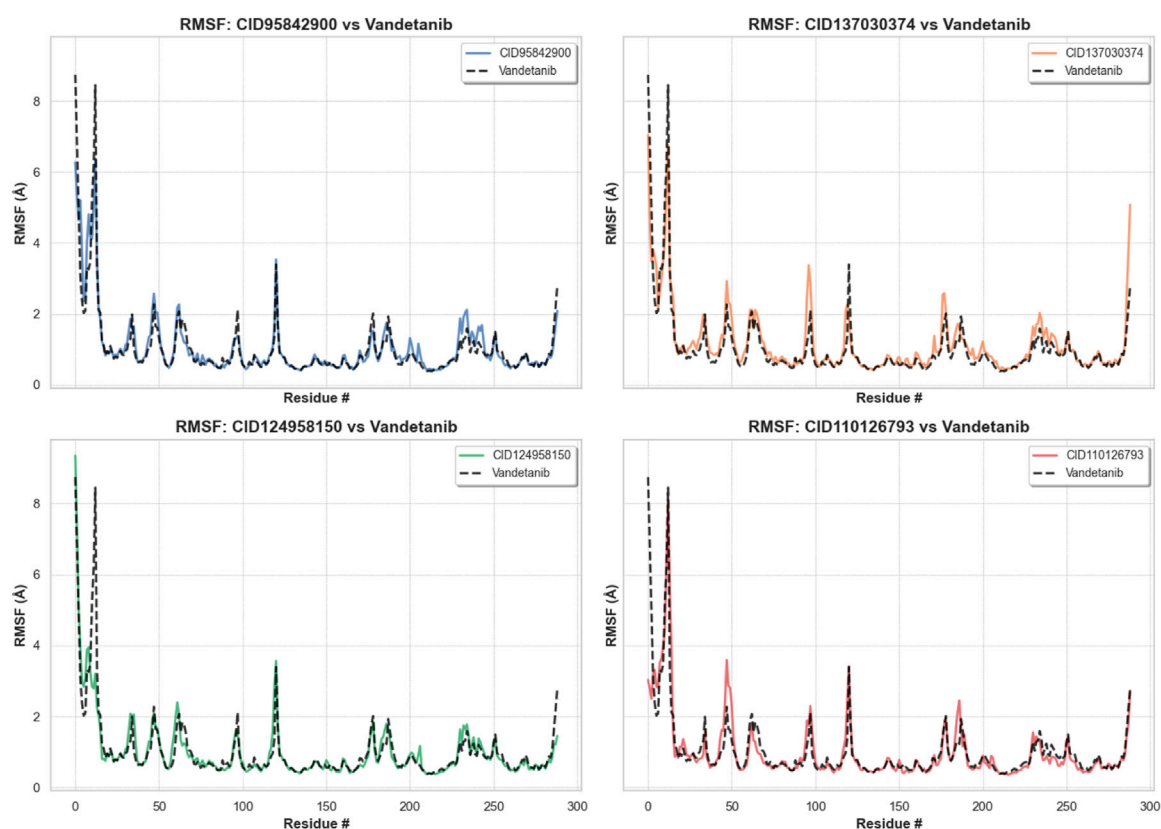 RMSF: CID95842900 vs Vandetanib
CID95842900
Vandetanib
RMSF (Å)
8
6
4
2
0
Residue #
RMSF: CID137030374 vs Vandetanib
CID137030374
Vandetanib
RMSF (Å)
Residue #
RMSF: CID124958150 vs Vandetanib
CID124958150
Vandetanib
RMSF (Å)
8
6
4
2
0
0 50 100 150 200 250 300
Residue #
RMSF: CID110126793 vs Vandetanib
CID110126793
Vandetanib
RMSF (Å)
0 50 100 150 200 250 300
Residue #